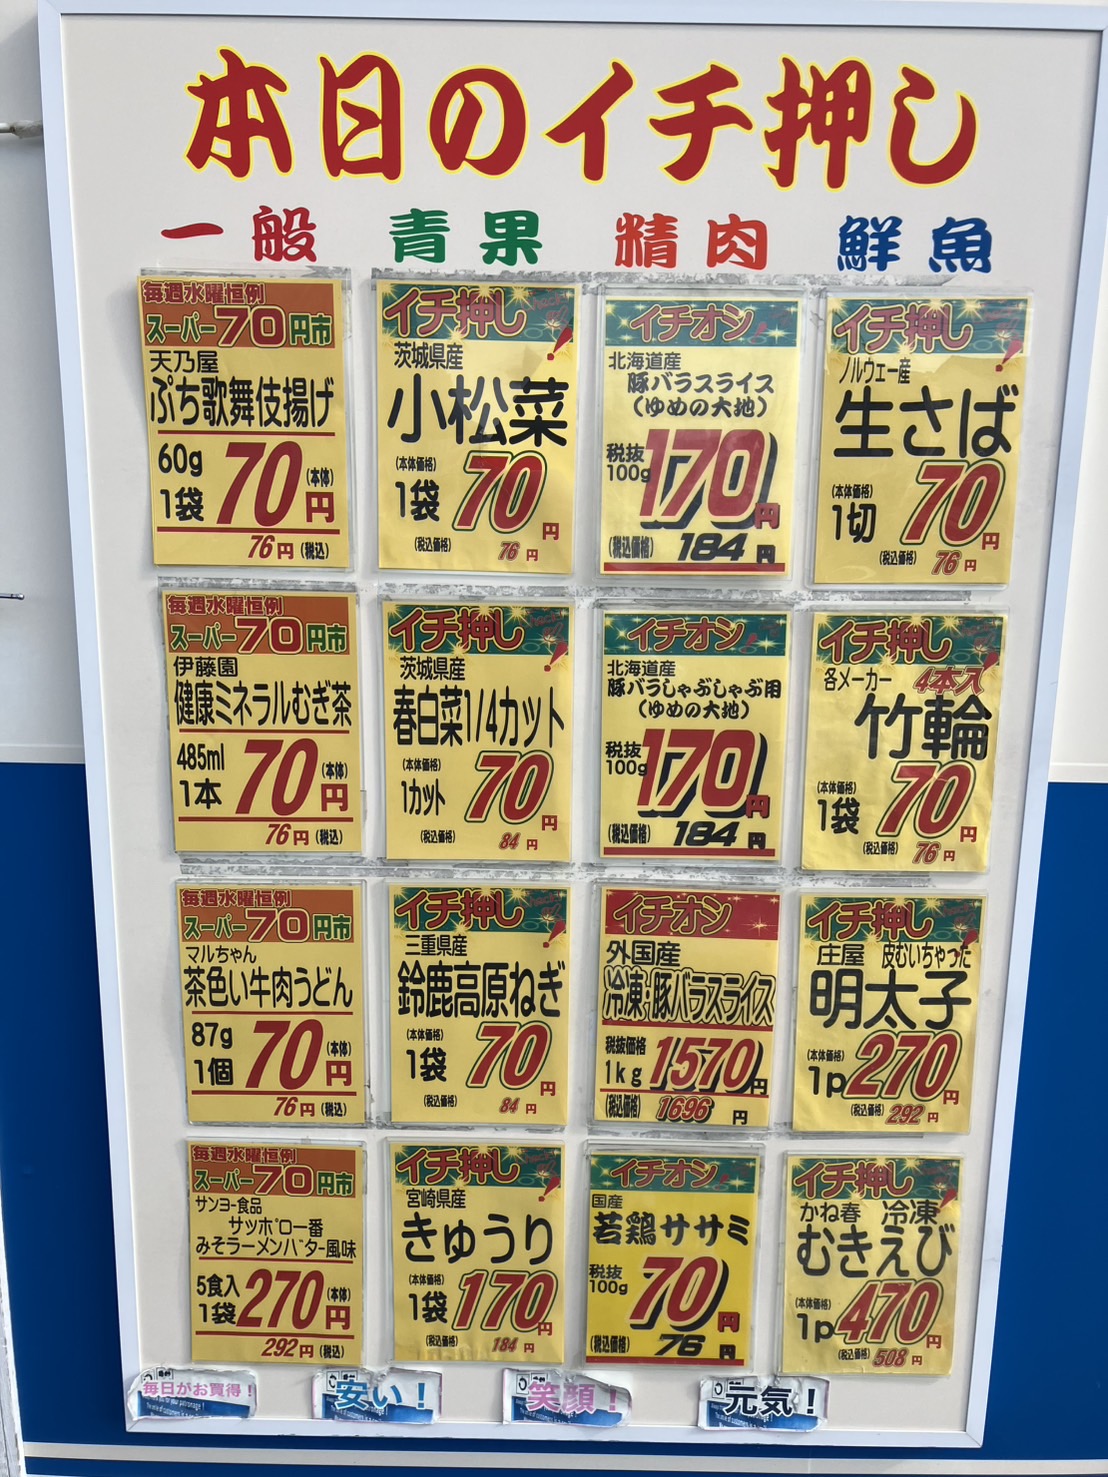 本日のイチ押し
一般
青果
精肉
鮮魚
毎週水曜恒例
スーパー70円市
天乃屋
ぷち歌舞伎揚げ
60g
1袋
70円
(本体)
76円(税込)
イチ押し
茨城県産
小松菜
(本体価格)
1袋
70円
(税込価格)
76円
イチオシ
北海道産
豚バラスライス
(ゆめの大地)
税抜
100g
170円
(税込価格)
184円
イチ押し
ノルウェー産
生さば
(本体価格)
1切
70円
(税込価格)
76円
毎週水曜恒例
スーパー70円市
伊藤園
健康ミネラルむぎ茶
485ml
1本
70円
(本体)
76円(税込)
イチ押し
茨城県産
春白菜1/4カット
(本体価格)
1カット
70円
(税込価格)
84円
イチオシ
北海道産
豚バラしゃぶしゃぶ用
(ゆめの大地)
税抜
100g
170円
(税込価格)
184円
イチ押し
各メーカー
4本入
竹輪
(本体価格)
1袋
70円
(税込価格)
76円
毎週水曜恒例
スーパー70円市
マルちゃん
茶色い牛肉うどん
87g
1個
70円
(本体)
76円(税込)
イチ押し
三重県産
鈴鹿高原ねぎ
(本体価格)
1袋
70円
(税込価格)
84円
イチオシ
外国産
冷凍・豚バラスライス
税抜価格
1kg
1570円
(税込価格)
1696円
イチ押し
庄屋 皮むいちゃった
明太子
(本体価格)
1p
270円
(税込価格)
292円
毎週水曜恒例
スーパー70円市
サンヨー食品
サッポロ一番
みそラーメンバター風味
5食入
1袋
270円
(本体)
292円(税込)
イチ押し
宮崎県産
きゅうり
(本体価格)
1袋
170円
(税込価格)
184円
イチオシ
国産
若鶏ササミ
税抜
100g
70円
(税込価格)
76円
イチ押し
かね春 冷凍
むきえび
(本体価格)
1p
470円
(税込価格)
508円
毎日がお買得!
安い!
笑顔!
元気!